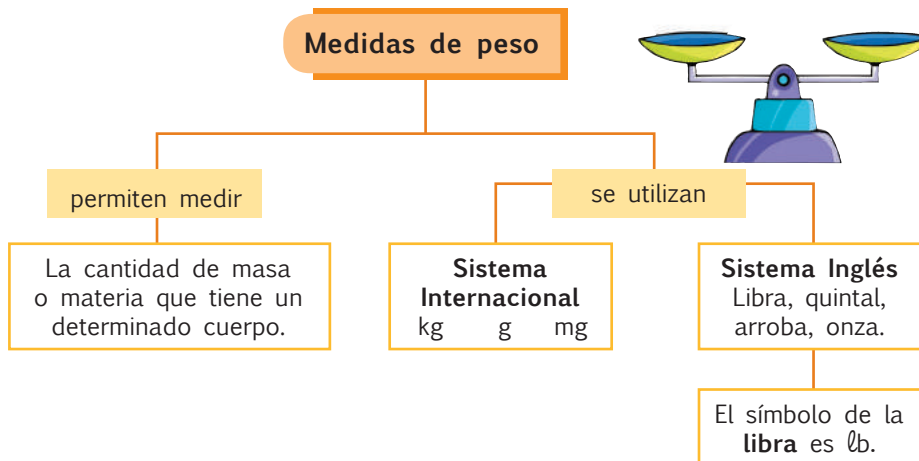 Medidas de peso
permiten medir
se utilizan
La cantidad de masa
o materia que tiene un
determinado cuerpo.
Sistema
Internacional
kg g mg
Sistema Inglés
Libra, quintal,
arroba, onza.
El símbolo de la
libra es ℓb.